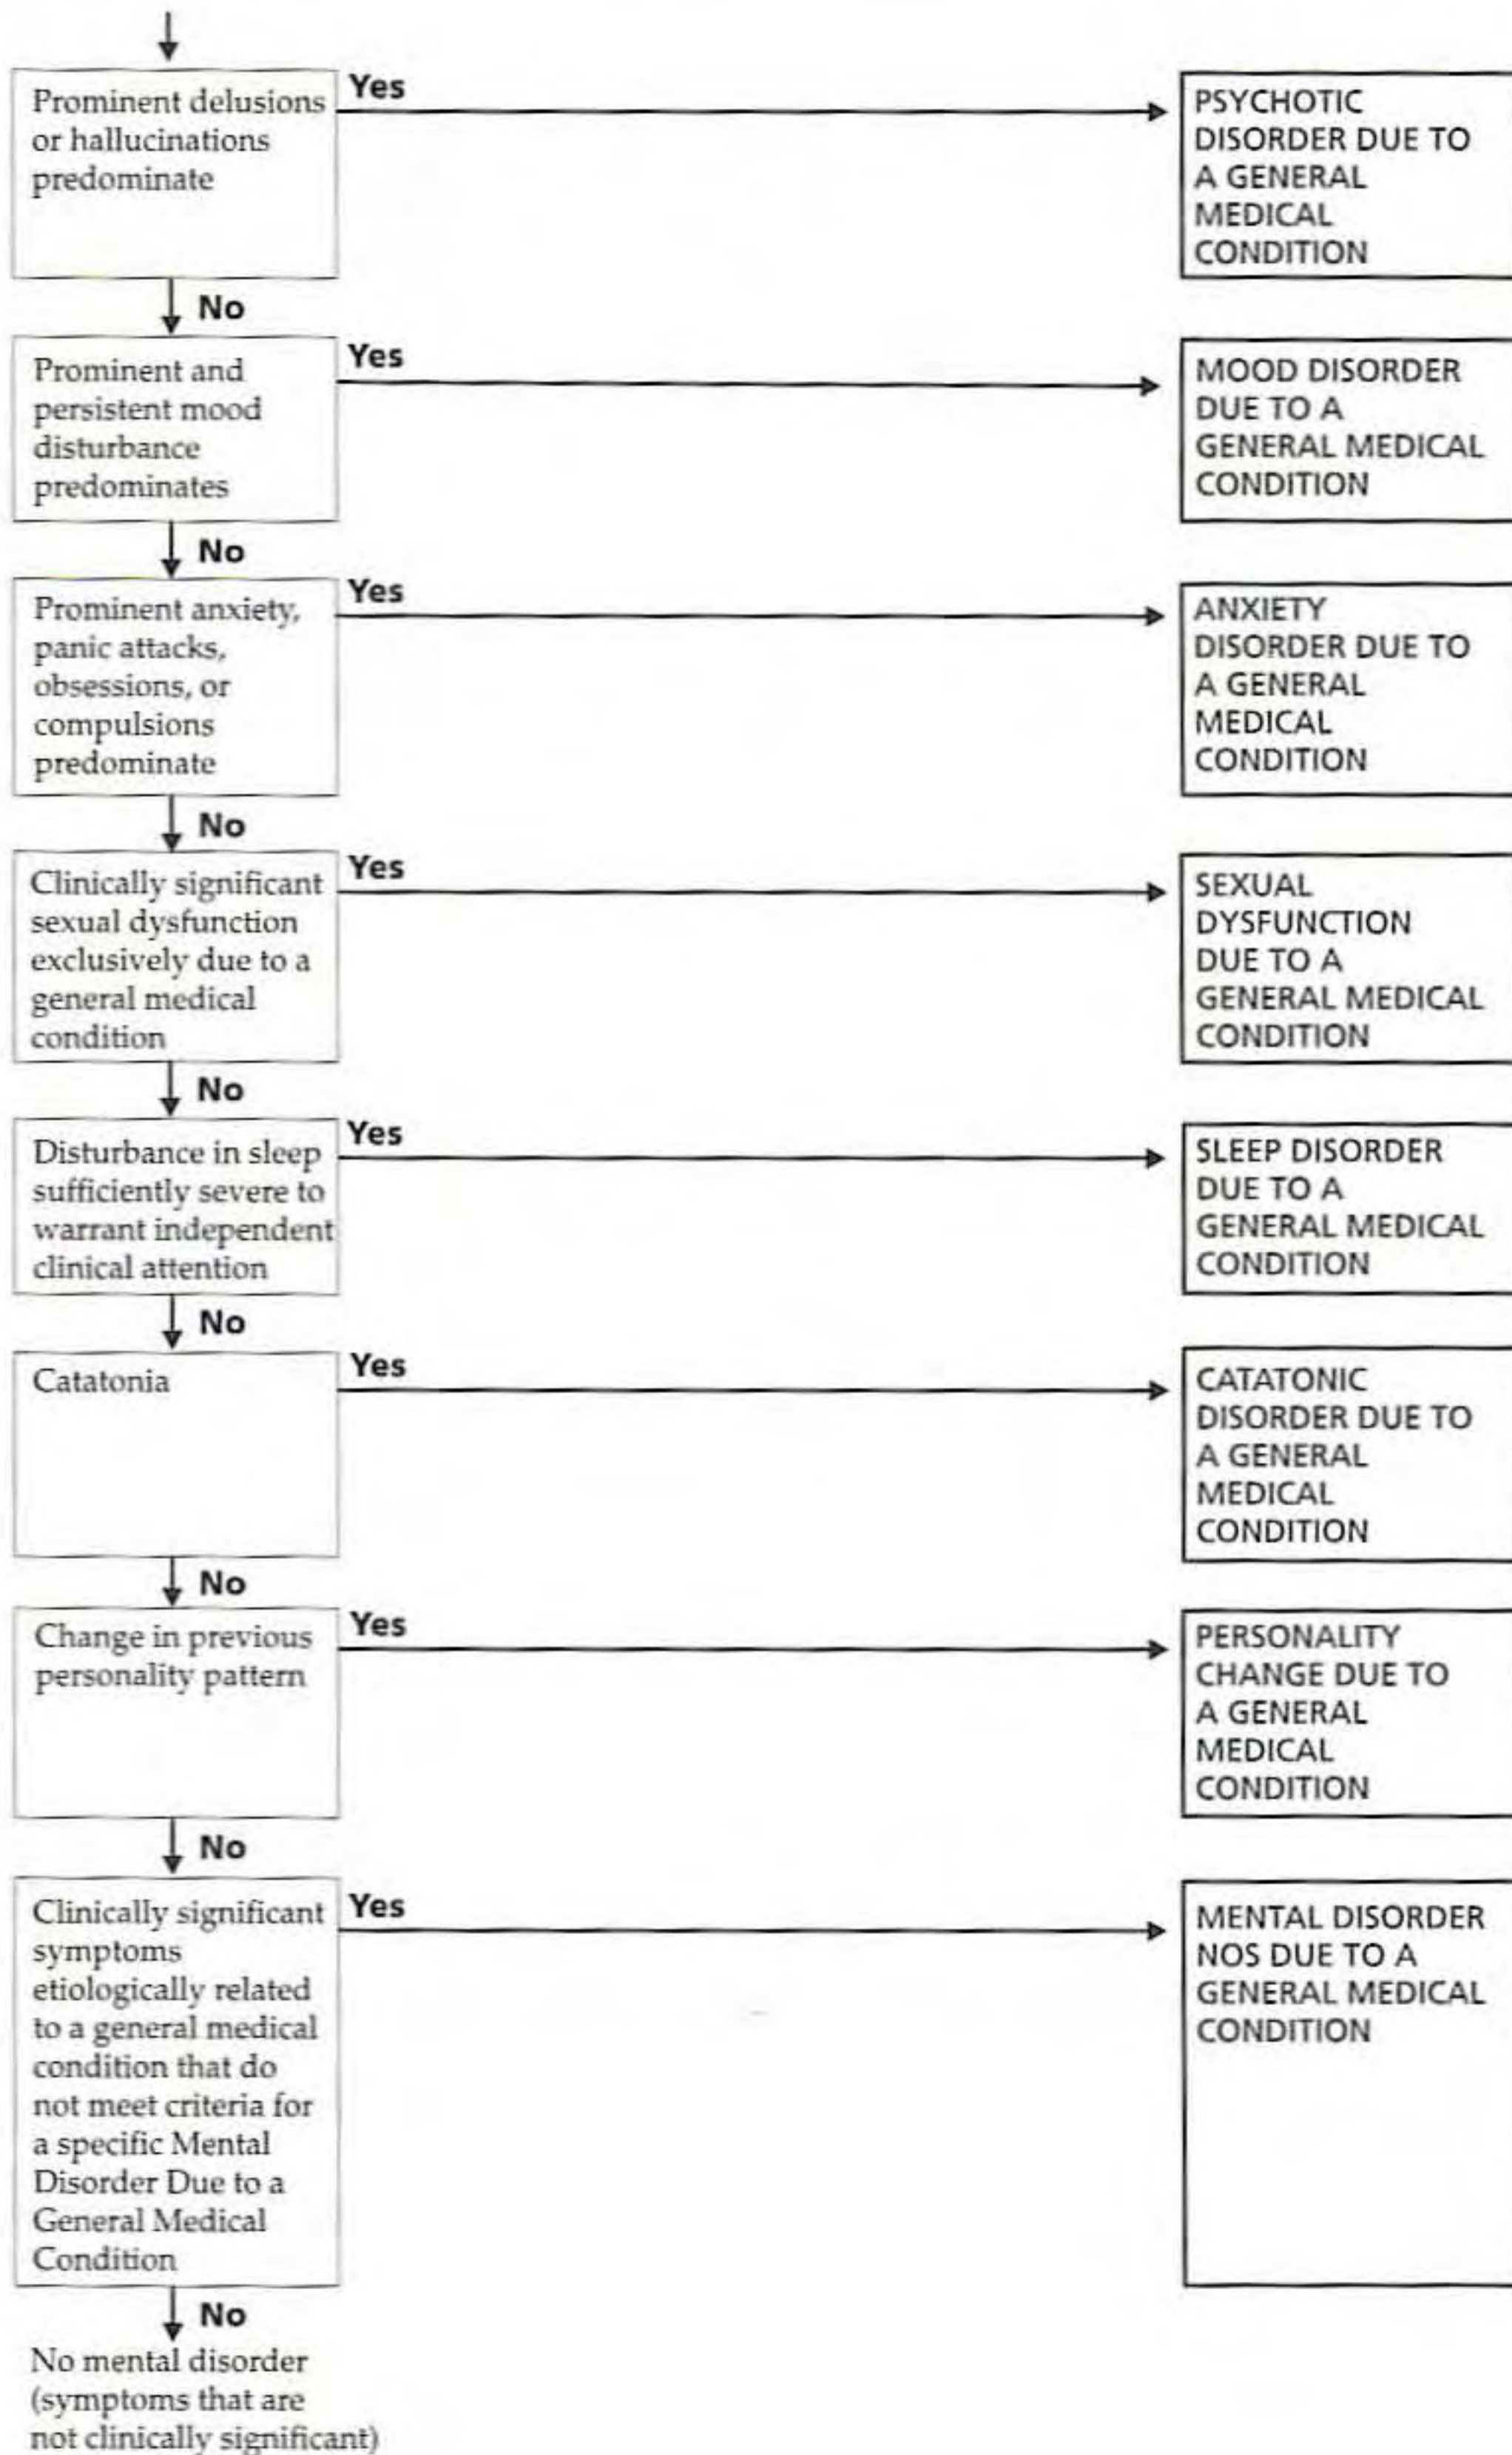 Yes
Prominent delusions
or hallucinations
predominate
PSYCHOTIC
DISORDER DUE TO
A GENERAL
MEDICAL
CONDITION
No
Yes
Prominent and
persistent mood
disturbance
predominates
MOOD DISORDER
DUE TO A
GENERAL MEDICAL
CONDITION
No
Yes
Prominent anxiety,
panic attacks,
obsessions, or
compulsions
predominate
ANXIETY
DISORDER DUE TO
A GENERAL
MEDICAL
CONDITION
No
Yes
Clinically significant
sexual dysfunction
exclusively due to a
general medical
condition
SEXUAL
DYSFUNCTION
DUE TO A
GENERAL MEDICAL
CONDITION
No
Yes
Disturbance in sleep
sufficiently severe to
warrant independent
clinical attention
SLEEP DISORDER
DUE TO A
GENERAL MEDICAL
CONDITION
No
Yes
Catatonia
CATATONIC
DISORDER DUE TO
A GENERAL
MEDICAL
CONDITION
No
Yes
Change in previous
personality pattern
PERSONALITY
CHANGE DUE TO
A GENERAL
MEDICAL
CONDITION
No
Yes
Clinically significant
symptoms
etiologically related
to a general medical
condition that do
not meet criteria for
a specific Mental
Disorder Due to a
General Medical
Condition
MENTAL DISORDER
NOS DUE TO A
GENERAL MEDICAL
CONDITION
No
No mental disorder
(symptoms that are
not clinically significant)